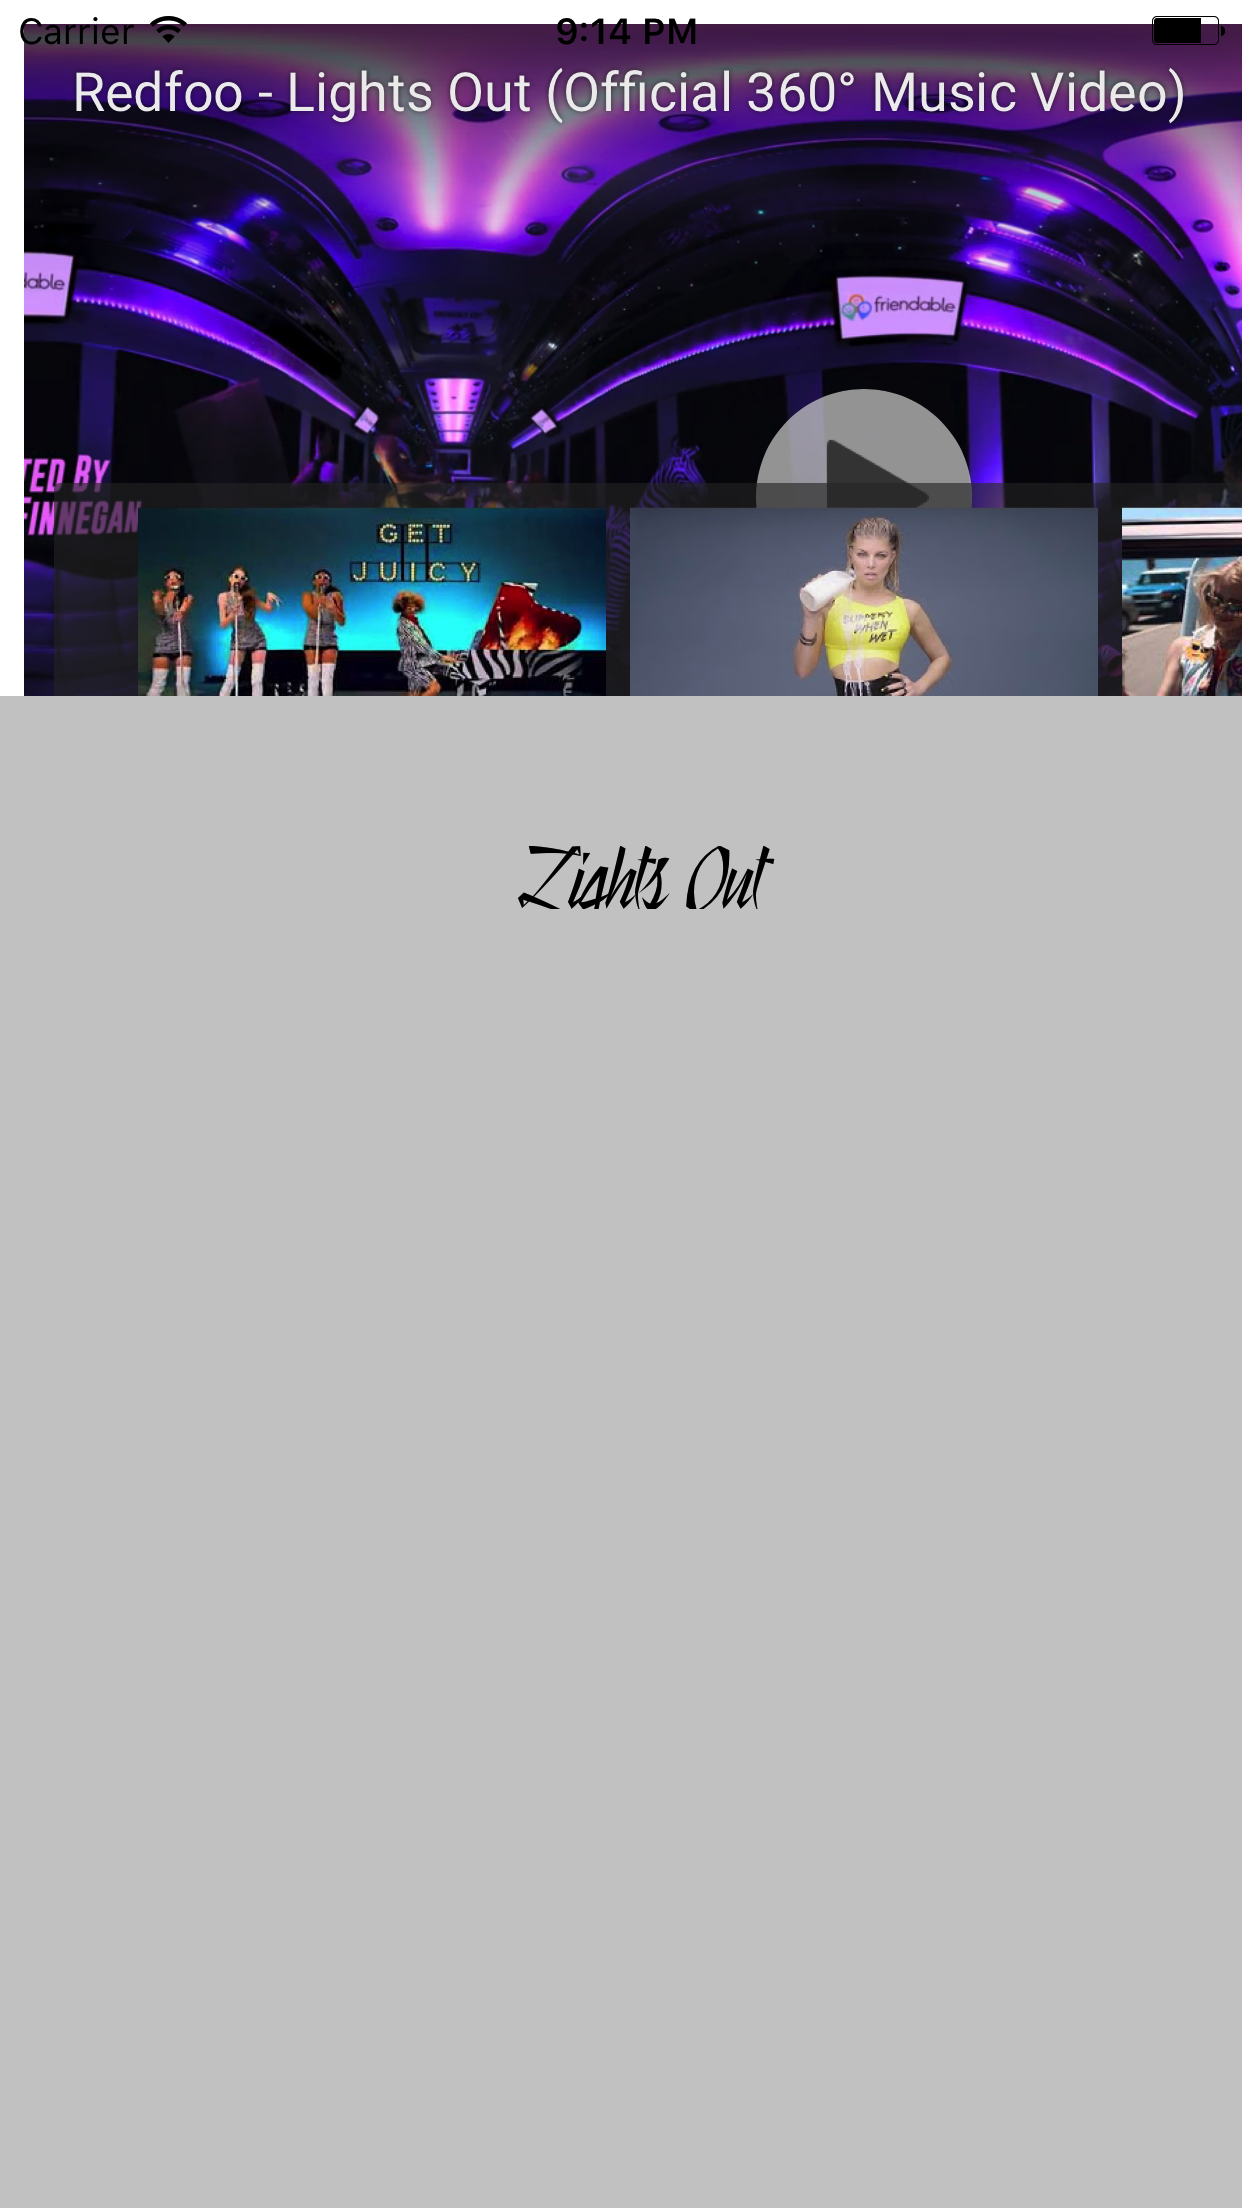 Carrier 9:14 PM
Redfoo - Lights Out (Official 360° Music Video)
dable
friendable
TED BY
FINNEGAN
GET
JUICY
WHEN
WET
Lights Out